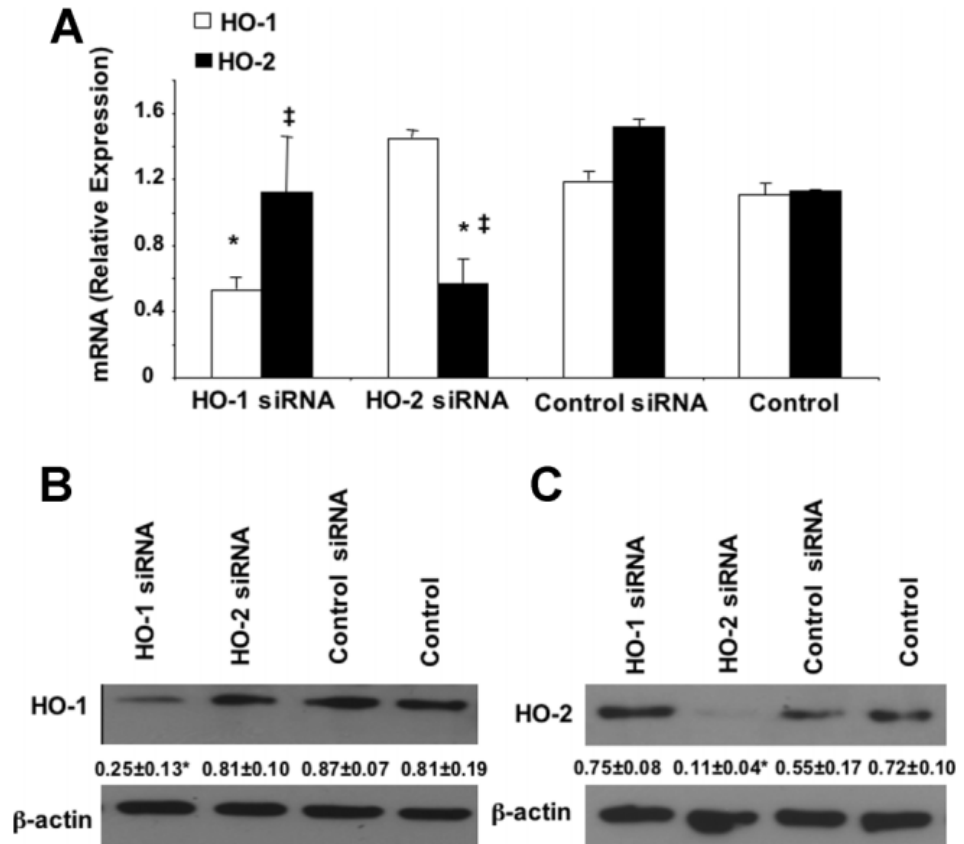 A
HO-1
HO-2
mRNA (Relative Expression)
1.6
1.2
0.8
0.4
0
‡
*
* ‡
HO-1 siRNA HO-2 siRNA Control siRNA Control
B
HO-1 siRNA
HO-2 siRNA
Control siRNA
Control
HO-1
0.25±0.13* 0.81±0.10 0.87±0.07 0.81±0.19
β-actin
C
HO-1 siRNA
HO-2 siRNA
Control siRNA
Control
HO-2
0.75±0.08 0.11±0.04* 0.55±0.17 0.72±0.10
β-actin